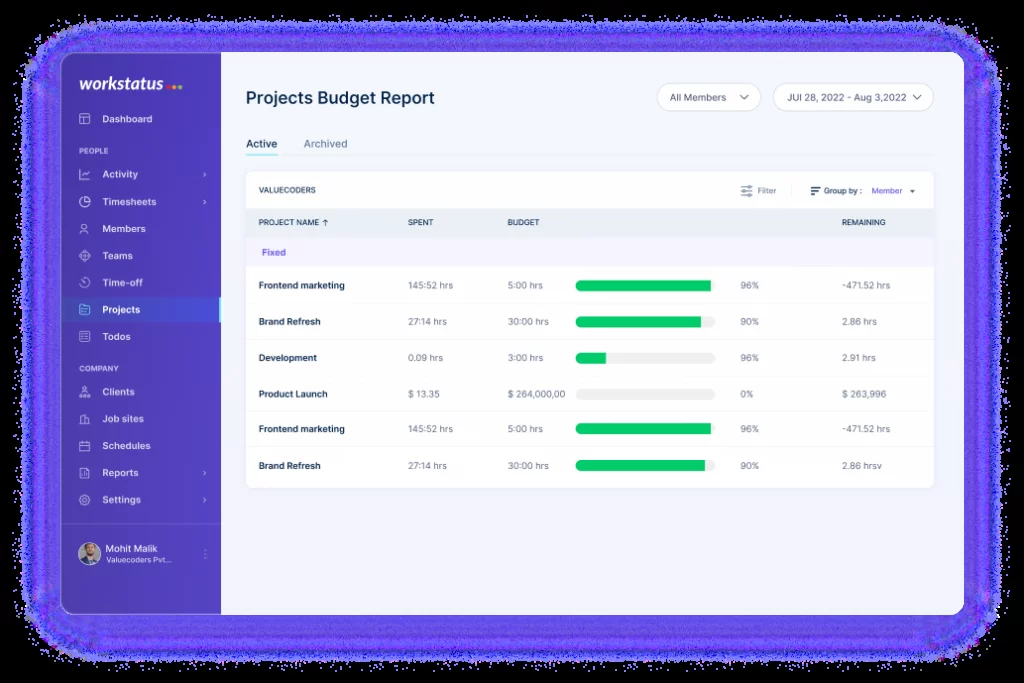 workstatus
Dashboard
PEOPLE
Activity
Timesheets
Members
Teams
Time-off
Projects
Todos
COMPANY
Clients
Job sites
Schedules
Reports
Settings
Mohit Malik
Valuecoders Pvt...
Projects Budget Report
All Members
JUl 28, 2022 - Aug 3,2022
Active Archived
VALUECODERS Filter Group by : Member
PROJECT NAME ↑ SPENT BUDGET REMAINING
Fixed
Frontend marketing 145:52 hrs 5:00 hrs 96% -471.52 hrs
Brand Refresh 27:14 hrs 30:00 hrs 90% 2.86 hrs
Development 0.09 hrs 3:00 hrs 96% 2.91 hrs
Product Launch $ 13.35 $ 264,000,00 0% $ 263,996
Frontend marketing 145:52 hrs 5:00 hrs 96% -471.52 hrs
Brand Refresh 27:14 hrs 30:00 hrs 90% 2.86 hrsv